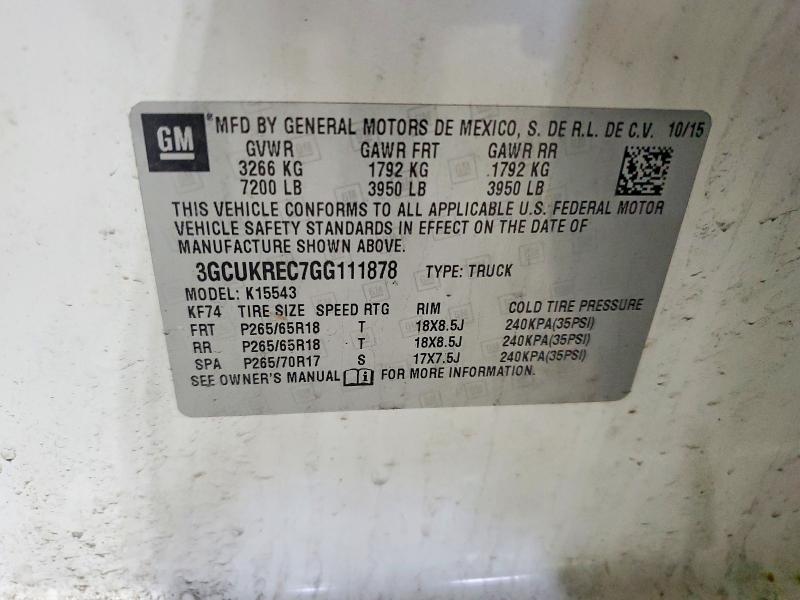 GM MFD BY GENERAL MOTORS DE MEXICO, S. DE R.L. DE C.V. 10/15
GVWR GAWR FRT GAWR RR
3266 KG 1792 KG 1792 KG
7200 LB 3950 LB 3950 LB
THIS VEHICLE CONFORMS TO ALL APPLICABLE U.S. FEDERAL MOTOR
VEHICLE SAFETY STANDARDS IN EFFECT ON THE DATE OF
MANUFACTURE SHOWN ABOVE.
3GCUKREC7GG111878 TYPE: TRUCK
MODEL: K15543
KF74 TIRE SIZE SPEED RTG RIM COLD TIRE PRESSURE
FRT P265/65R18 T 18X8.5J 240KPA(35PSI)
RR P265/65R18 T 18X8.5J 240KPA(35PSI)
SPA P265/70R17 S 17X7.5J 240KPA(35PSI)
SEE OWNER'S MANUAL FOR MORE INFORMATION.